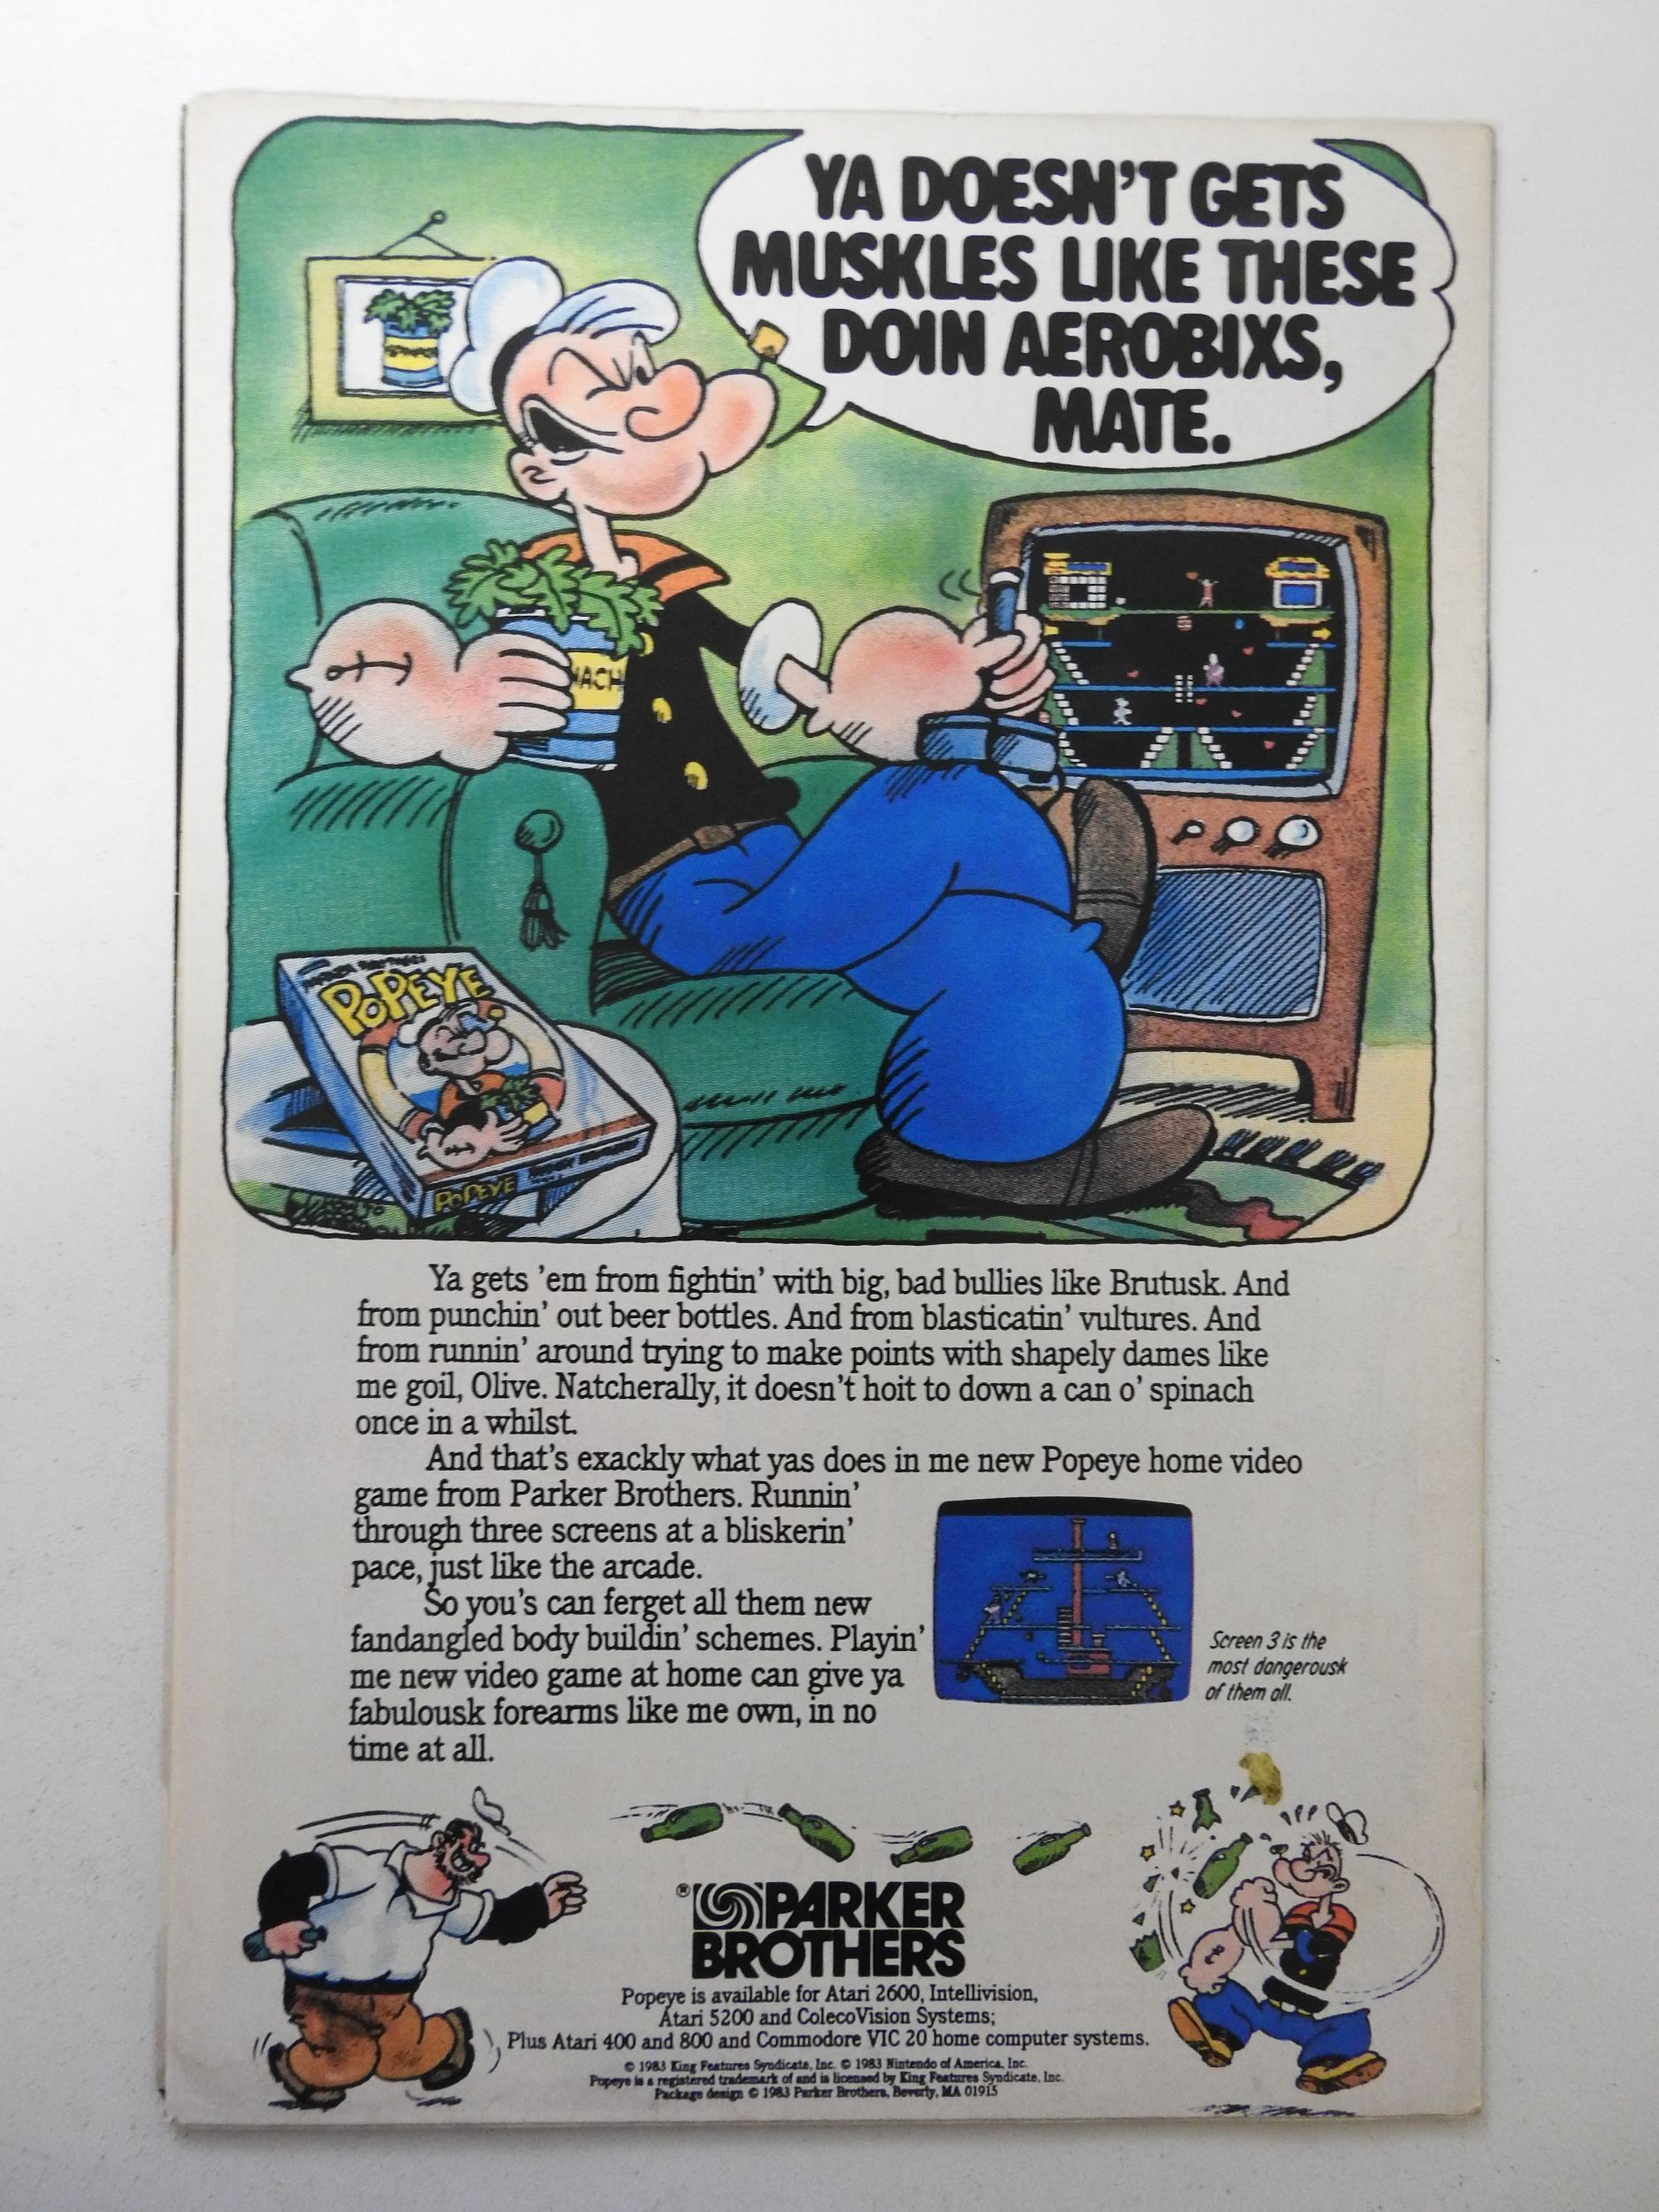 YA DOESN'T GETS
MUSKLES LIKE THESE
DOIN AEROBIXS,
MATE.
SPINACH
NACH
PARKER BROTHERS
POPEYE
POPEYE PARKER BROTHERS
Ya gets 'em from fightin' with big, bad bullies like Brutusk. And
from punchin' out beer bottles. And from blasticatin' vultures. And
from runnin' around trying to make points with shapely dames like
me goil, Olive. Natcherally, it doesn't hoit to down a can o' spinach
once in a whilst.
And that's exackly what yas does in me new Popeye home video
game from Parker Brothers. Runnin'
through three screens at a bliskerin'
pace, just like the arcade.
So you's can ferget all them new
fandangled body buildin' schemes. Playin'
me new video game at home can give ya
fabulousk forearms like me own, in no
time at all.
Screen 3 is the
most dangerousk
of them all.
® PARKER
BROTHERS
Popeye is available for Atari 2600, Intellivision,
Atari 5200 and ColecoVision Systems;
Plus Atari 400 and 800 and Commodore VIC 20 home computer systems.
© 1983 King Features Syndicate, Inc. © 1983 Nintendo of America, Inc.
Popeye is a registered trademark of and is licensed by King Features Syndicate, Inc.
Package design © 1983 Parker Brothers, Beverly, MA 01915